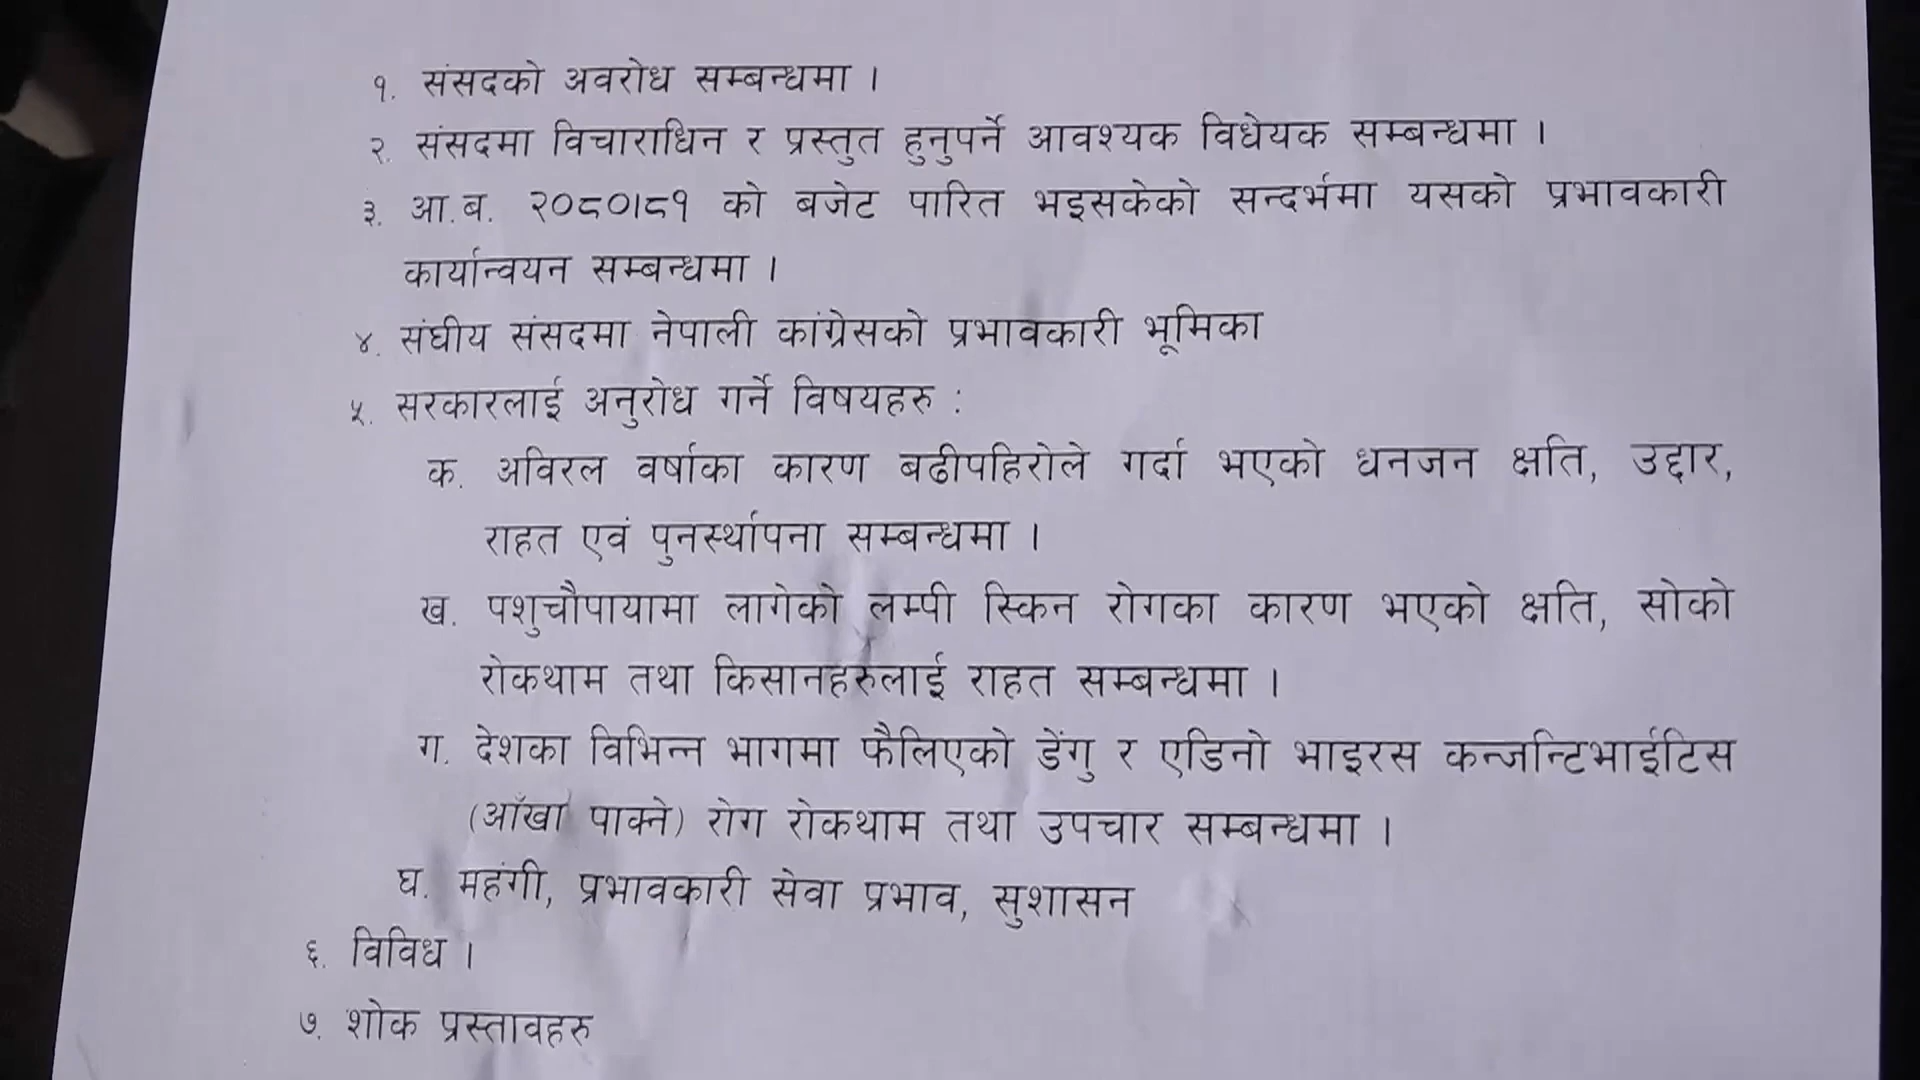 १. संसदको अवरोध सम्बन्धमा ।
२. संसदमा विचाराधिन र प्रस्तुत हुनुपर्ने आवश्यक विधेयक सम्बन्धमा ।
३. आ.ब. २०८०।८१ को बजेट पारित भइसकेको सन्दर्भमा यसको प्रभावकारी
कार्यान्वयन सम्बन्धमा ।
४. संघीय संसदमा नेपाली कांग्रेसको प्रभावकारी भूमिका
५. सरकारलाई अनुरोध गर्ने विषयहरु :
क. अविरल वर्षाका कारण बढीपहिरोले गर्दा भएको धनजन क्षति, उद्दार,
राहत एवं पुनर्स्थापना सम्बन्धमा ।
ख. पशुचौपायामा लागेको लम्पी स्किन रोगका कारण भएको क्षति, सोको
रोकथाम तथा किसानहरुलाई राहत सम्बन्धमा ।
ग. देशका विभिन्न भागमा फैलिएको डेंगु र एडिनो भाइरस कन्जन्टिभाईटिस
(आँखा पाक्ने) रोग रोकथाम तथा उपचार सम्बन्धमा ।
घ. महंगी, प्रभावकारी सेवा प्रभाव, सुशासन
६. विविध ।
७. शोक प्रस्तावहरु